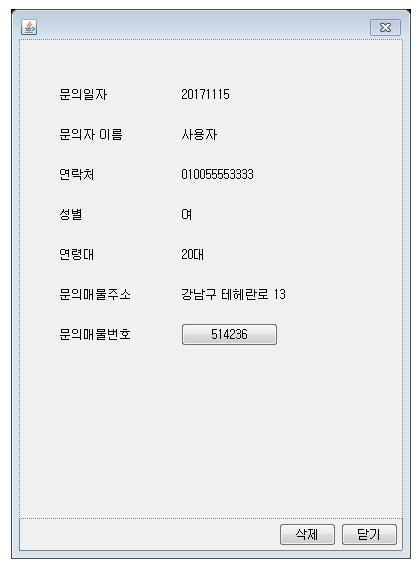 문의일자 20171115
문의자 이름 사용자
연락처 010055553333
성별 여
연령대 20대
문의매물주소 강남구 테헤란로 13
문의매물번호 514236
삭제 닫기